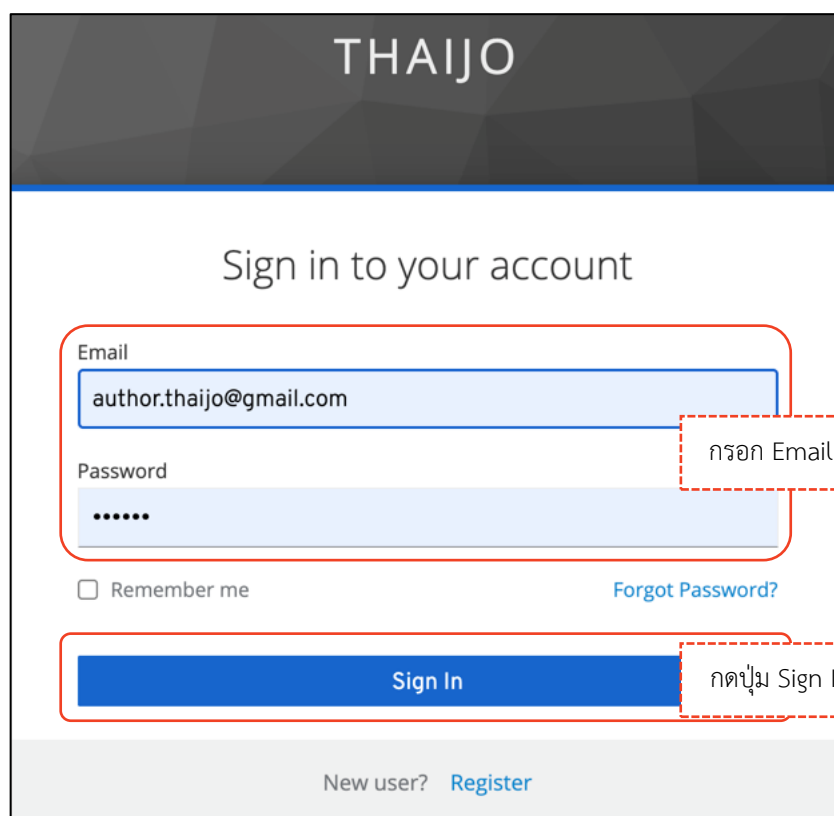 THAIJO
Sign in to your account
Email
author.thaijo@gmail.com
กรอก Email
Password
••••••
Remember me
Forgot Password?
Sign In
กดปุ่ม Sign
New user? Register